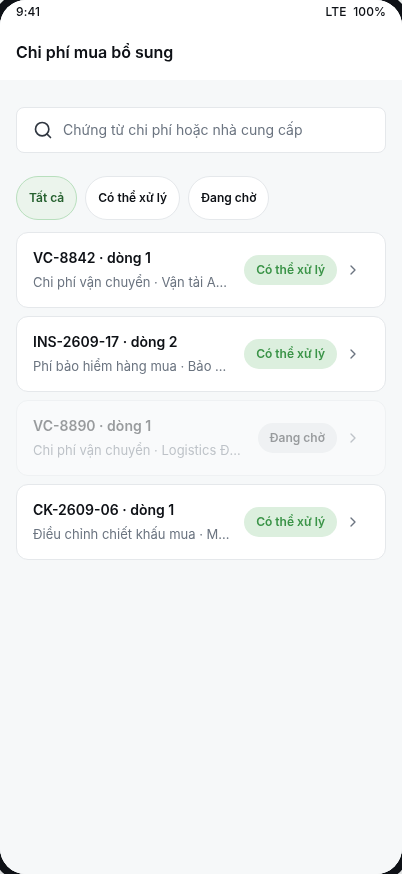 9:41
LTE 100%
Chi phí mua bổ sung
Chứng từ chi phí hoặc nhà cung cấp
Tất cả
Có thể xử lý
Đang chờ
VC-8842 · dòng 1
Chi phí vận chuyển · Vận tải A...
Có thể xử lý
INS-2609-17 · dòng 2
Phí bảo hiểm hàng mua · Bảo ...
Có thể xử lý
VC-8890 · dòng 1
Chi phí vận chuyển · Logistics Đ...
Đang chờ
CK-2609-06 · dòng 1
Điều chỉnh chiết khấu mua · M...
Có thể xử lý